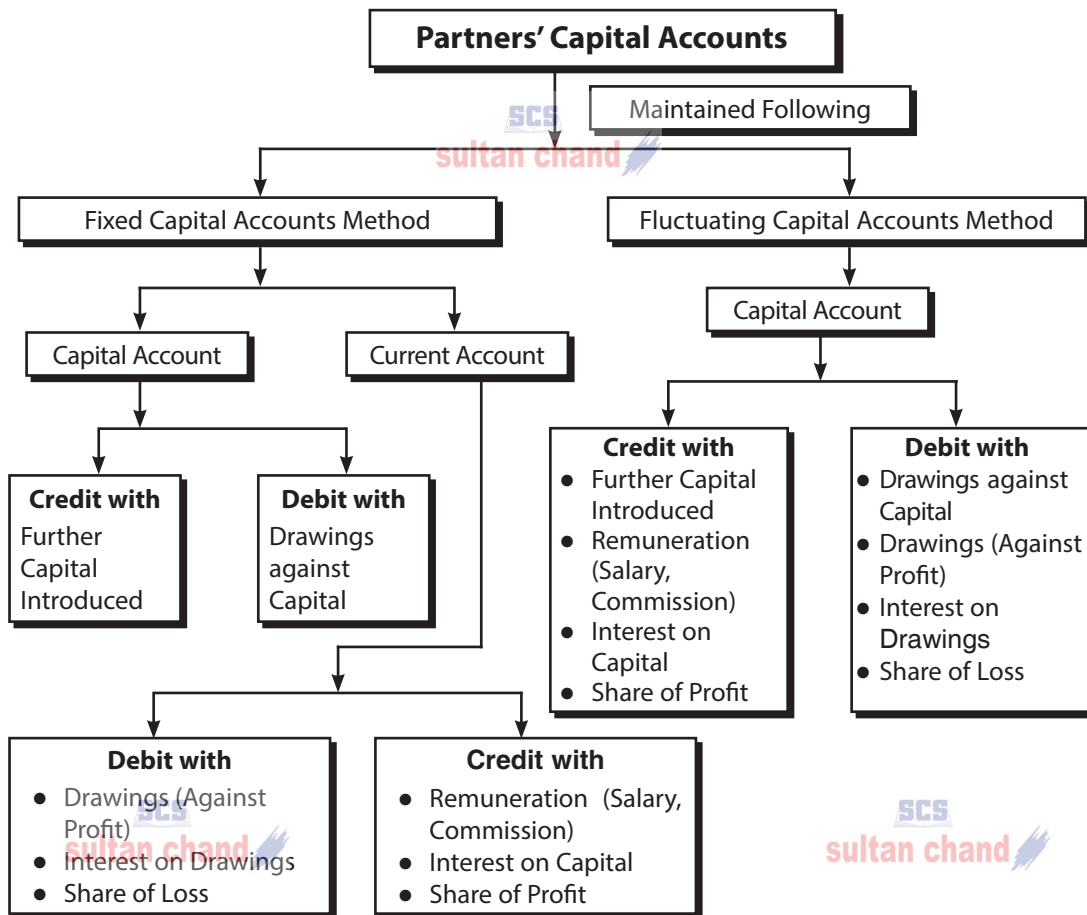 Partners’ Capital Accounts
Maintained Following
SCS
sultan chand
Fixed Capital Accounts Method
Fluctuating Capital Accounts Method
Capital Account
Current Account
Capital Account
Credit with
Further
Capital
Introduced
Debit with
Drawings
against
Capital
Credit with
● Further Capital
Introduced
● Remuneration
(Salary,
Commission)
● Interest on
Capital
● Share of Profit
Debit with
● Drawings against
Capital
● Drawings (Against
Profit)
● Interest on
Drawings
● Share of Loss
Debit with
● Drawings (Against
Profit)
● Interest on Drawings
● Share of Loss
SCS
sultan chand
Credit with
● Remuneration (Salary,
Commission)
● Interest on Capital
● Share of Profit
SCS
sultan chand